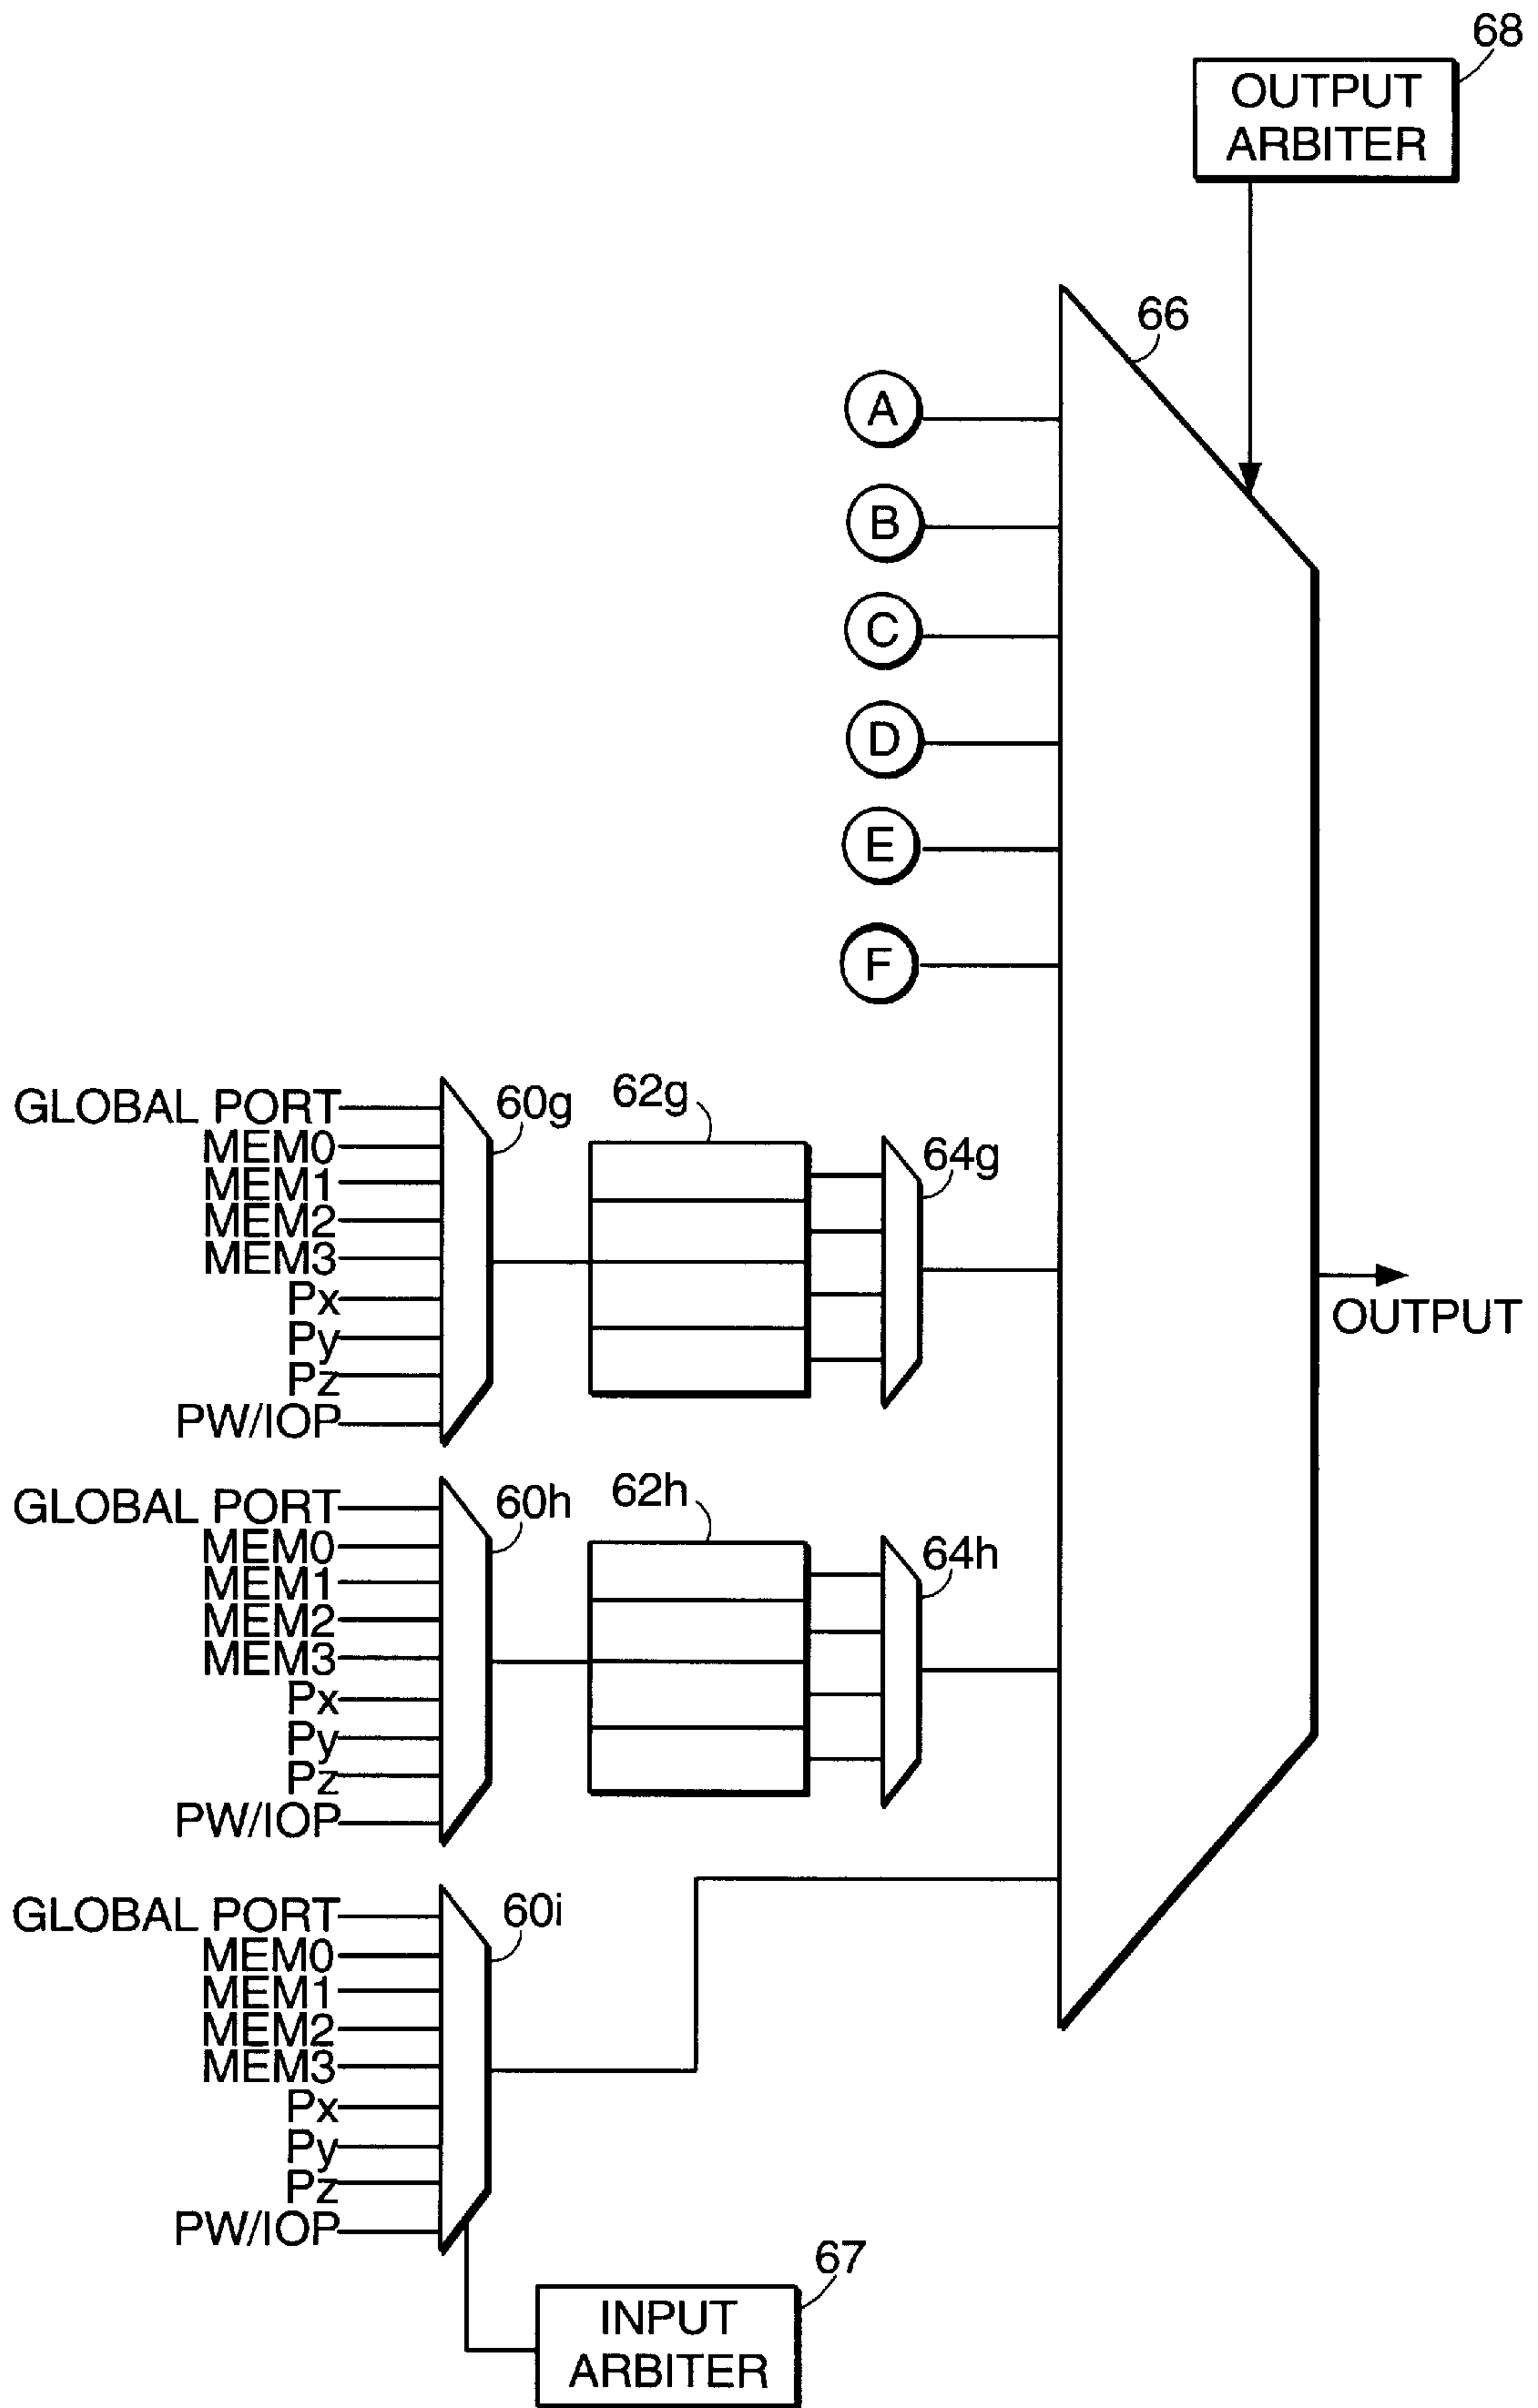 68
OUTPUT
ARBITER
66
A
B
C
D
E
F
GLOBAL PORT
MEM0
MEM1
MEM2
MEM3
Px
Py
Pz
PW/IOP
60g
62g
64g
OUTPUT
GLOBAL PORT
MEM0
MEM1
MEM2
MEM3
Px
Py
Pz
PW/IOP
60h
62h
64h
GLOBAL PORT
MEM0
MEM1
MEM2
MEM3
Px
Py
Pz
PW/IOP
60i
67
INPUT
ARBITER